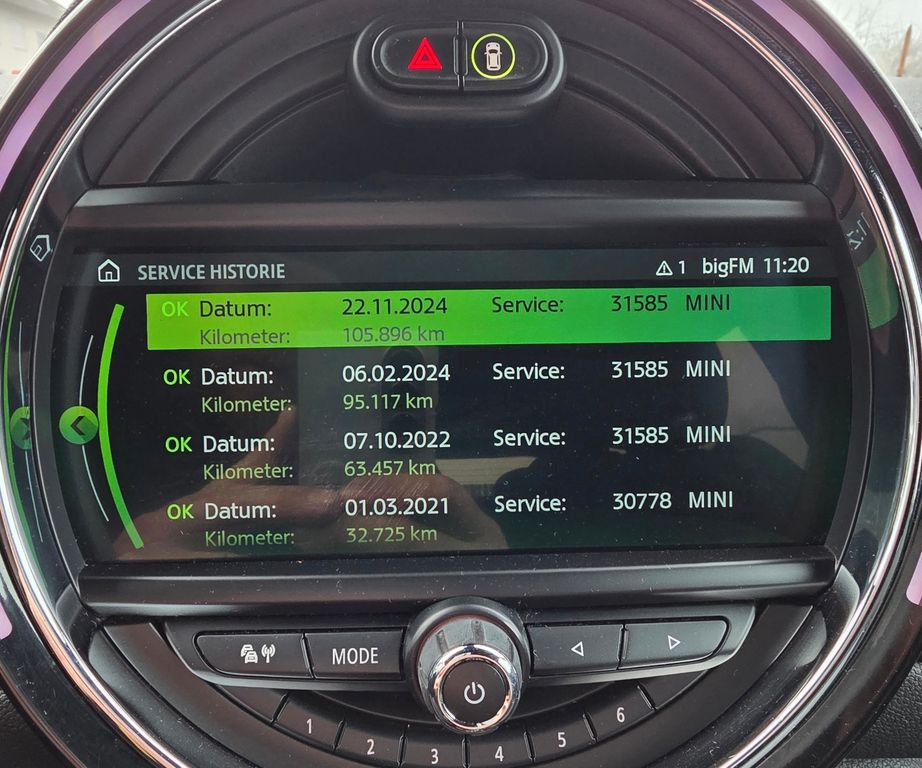 SERVICE HISTORIE 1 bigFM 11:20
OK Datum: 22.11.2024 Service: 31585 MINI
Kilometer: 105.896 km
OK Datum: 06.02.2024 Service: 31585 MINI
Kilometer: 95.117 km
OK Datum: 07.10.2022 Service: 31585 MINI
Kilometer: 63.457 km
OK Datum: 01.03.2021 Service: 30778 MINI
Kilometer: 32.725 km
MODE
1 2 3 4 5 6